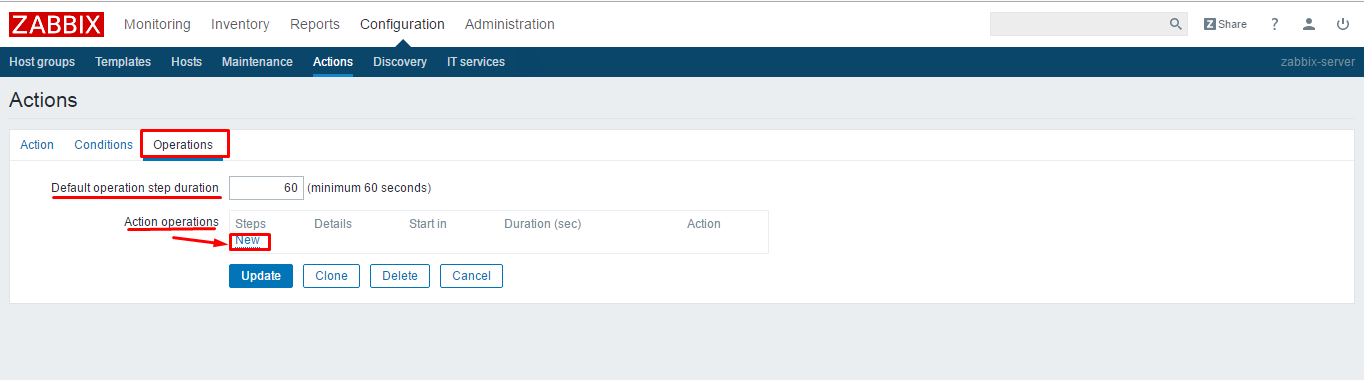 ZABBIX Monitoring Inventory Reports Configuration Administration Z Share ?
Host groups Templates Hosts Maintenance Actions Discovery IT services zabbix-server
Actions
Action Conditions Operations
Default operation step duration 60 (minimum 60 seconds)
Action operations Steps Details Start in Duration (sec) Action
New
Update Clone Delete Cancel